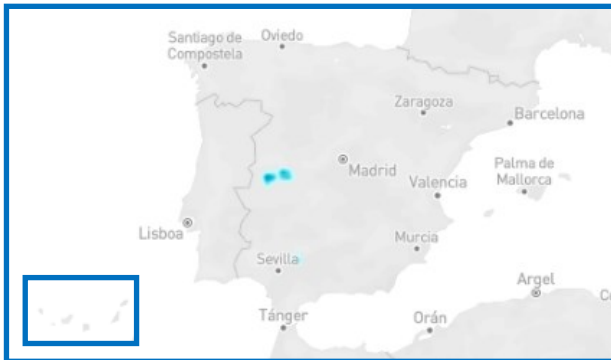 Santiago de
Compostela
Oviedo
Zaragoza
Barcelona
Madrid
Palma de
Mallorca
Valencia
Lisboa
Murcia
Sevilla
Argel
Tánger
Orán